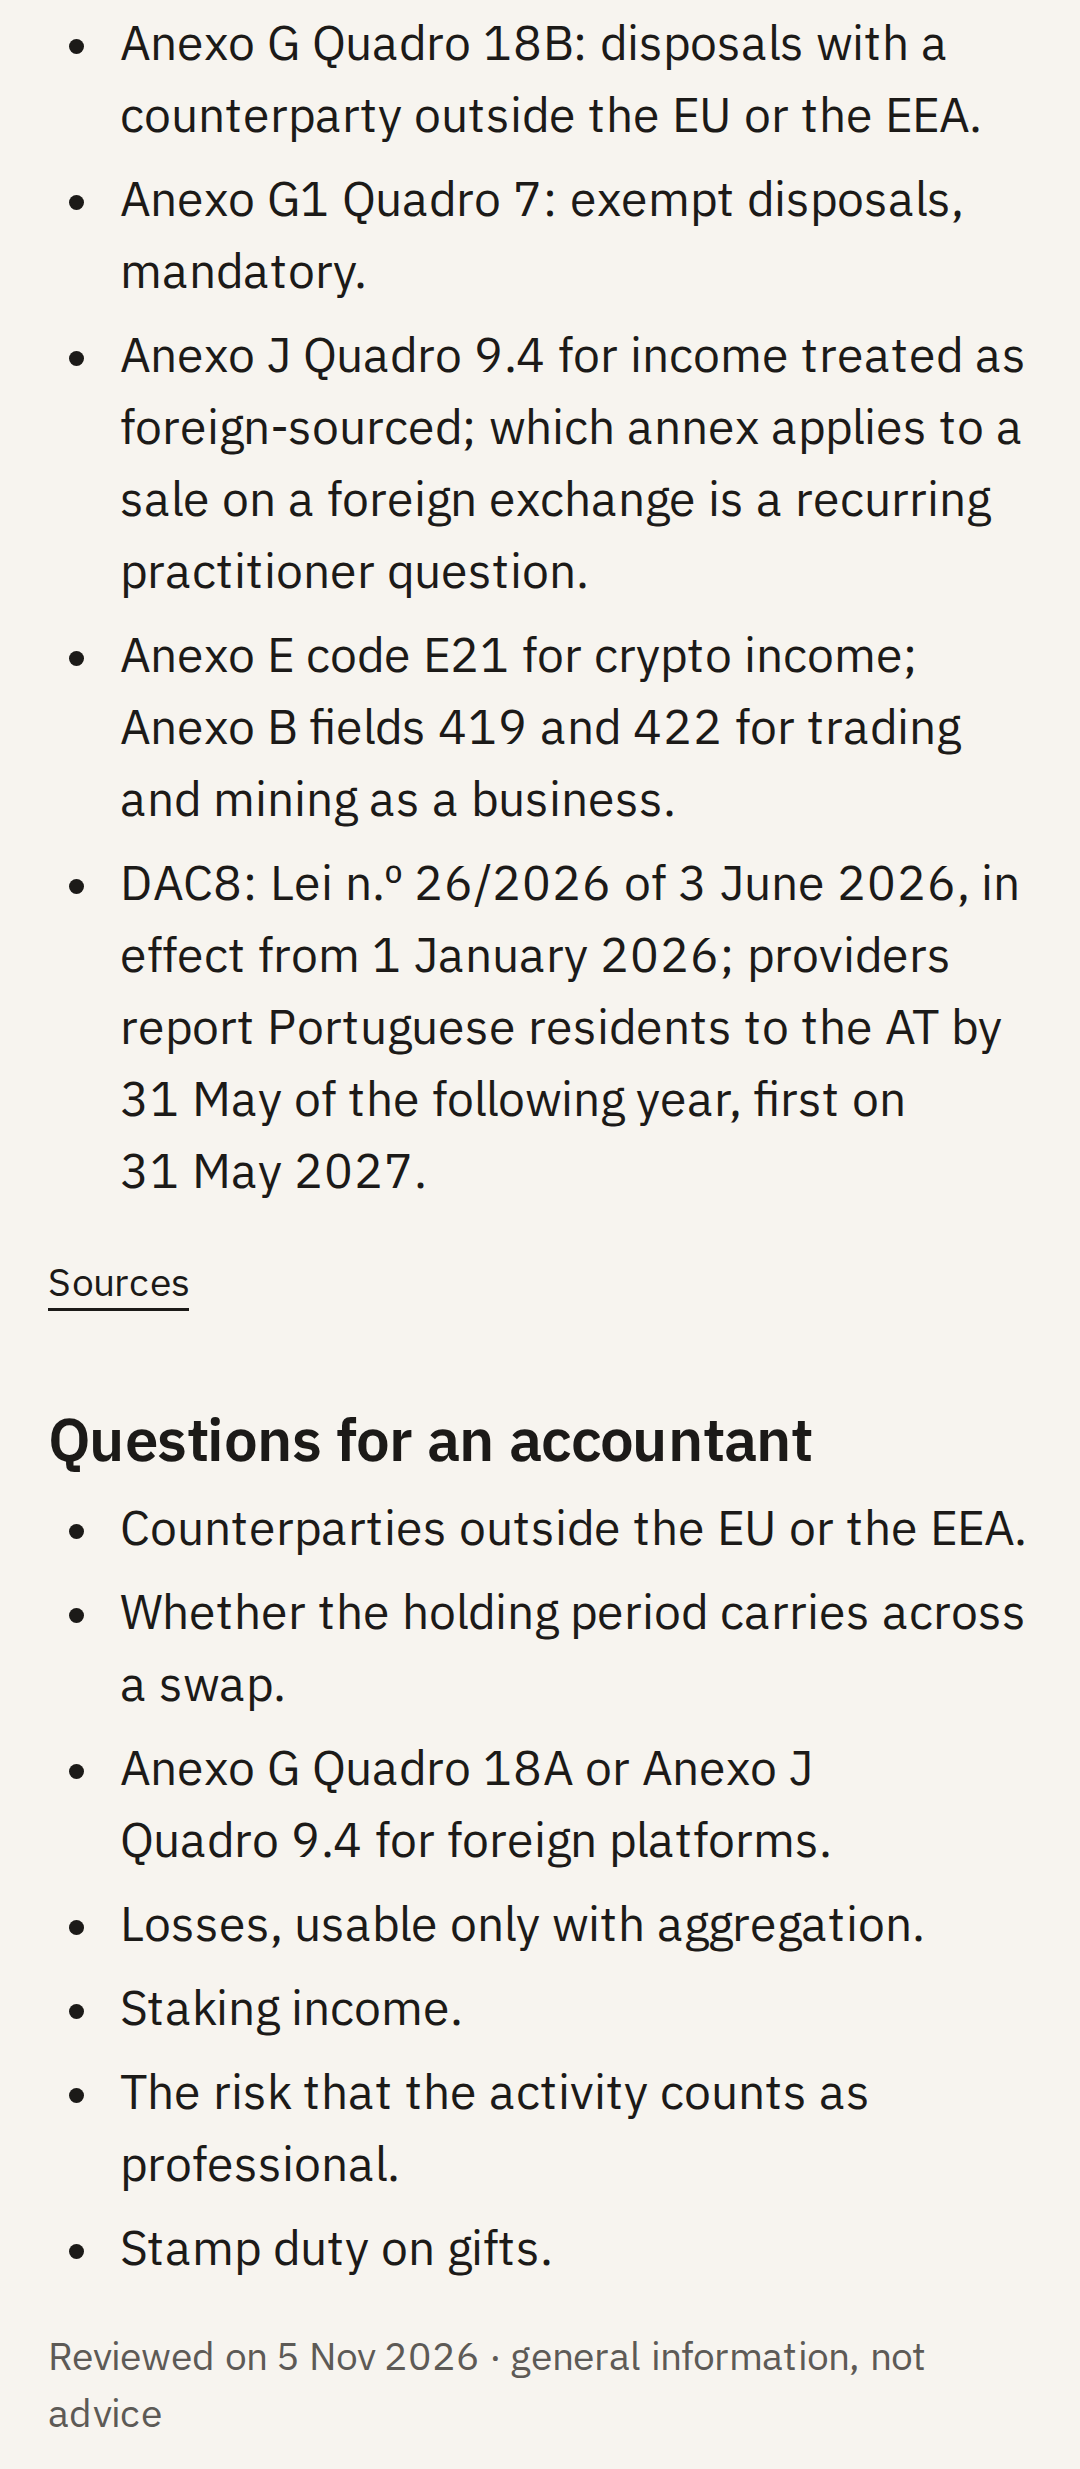 Anexo G Quadro 18B: disposals with a
counterparty outside the EU or the EEA.
Anexo G1 Quadro 7: exempt disposals,
mandatory.
Anexo J Quadro 9.4 for income treated as
foreign-sourced; which annex applies to a
sale on a foreign exchange is a recurring
practitioner question.
Anexo E code E21 for crypto income;
Anexo B fields 419 and 422 for trading
and mining as a business.
DAC8: Lei n.º 26/2026 of 3 June 2026, in
effect from 1 January 2026; providers
report Portuguese residents to the AT by
31 May of the following year, first on
31 May 2027.
Sources
Questions for an accountant
Counterparties outside the EU or the EEA.
Whether the holding period carries across
a swap.
Anexo G Quadro 18A or Anexo J
Quadro 9.4 for foreign platforms.
Losses, usable only with aggregation.
Staking income.
The risk that the activity counts as
professional.
Stamp duty on gifts.
Reviewed on 5 Nov 2026 · general information, not
advice